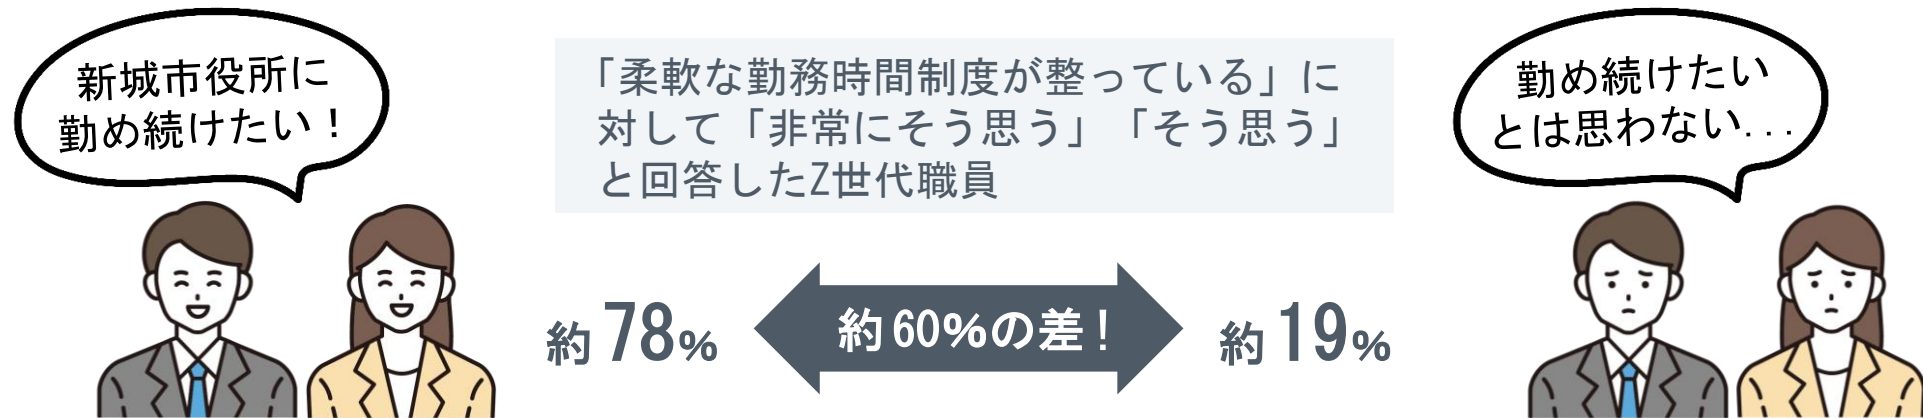 新城市役所に
勤め続けたい！
「柔軟な勤務時間制度が整っている」に
対して「非常にそう思う」「そう思う」
と回答したZ世代職員
勤め続けたい
とは思わない...
約78%
約60%の差！
約19%